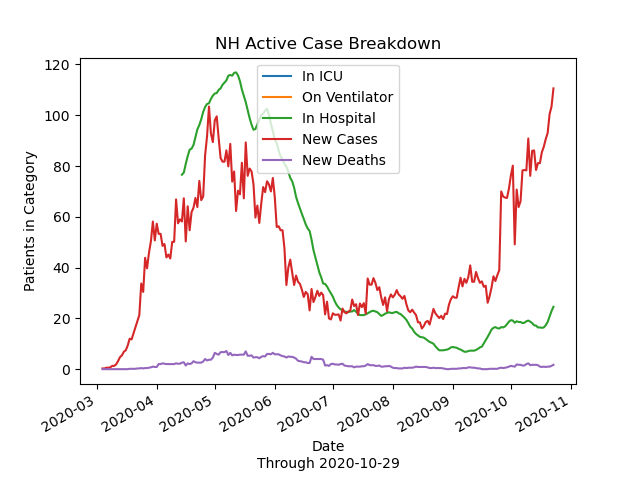 NH Active Case Breakdown
120
100
80
60
40
20
0
Patients in Category
In ICU
On Ventilator
In Hospital
New Cases
New Deaths
2020-03
2020-04
2020-05
2020-06
2020-07
2020-08
2020-09
2020-10
2020-11
Date
Through 2020-10-29